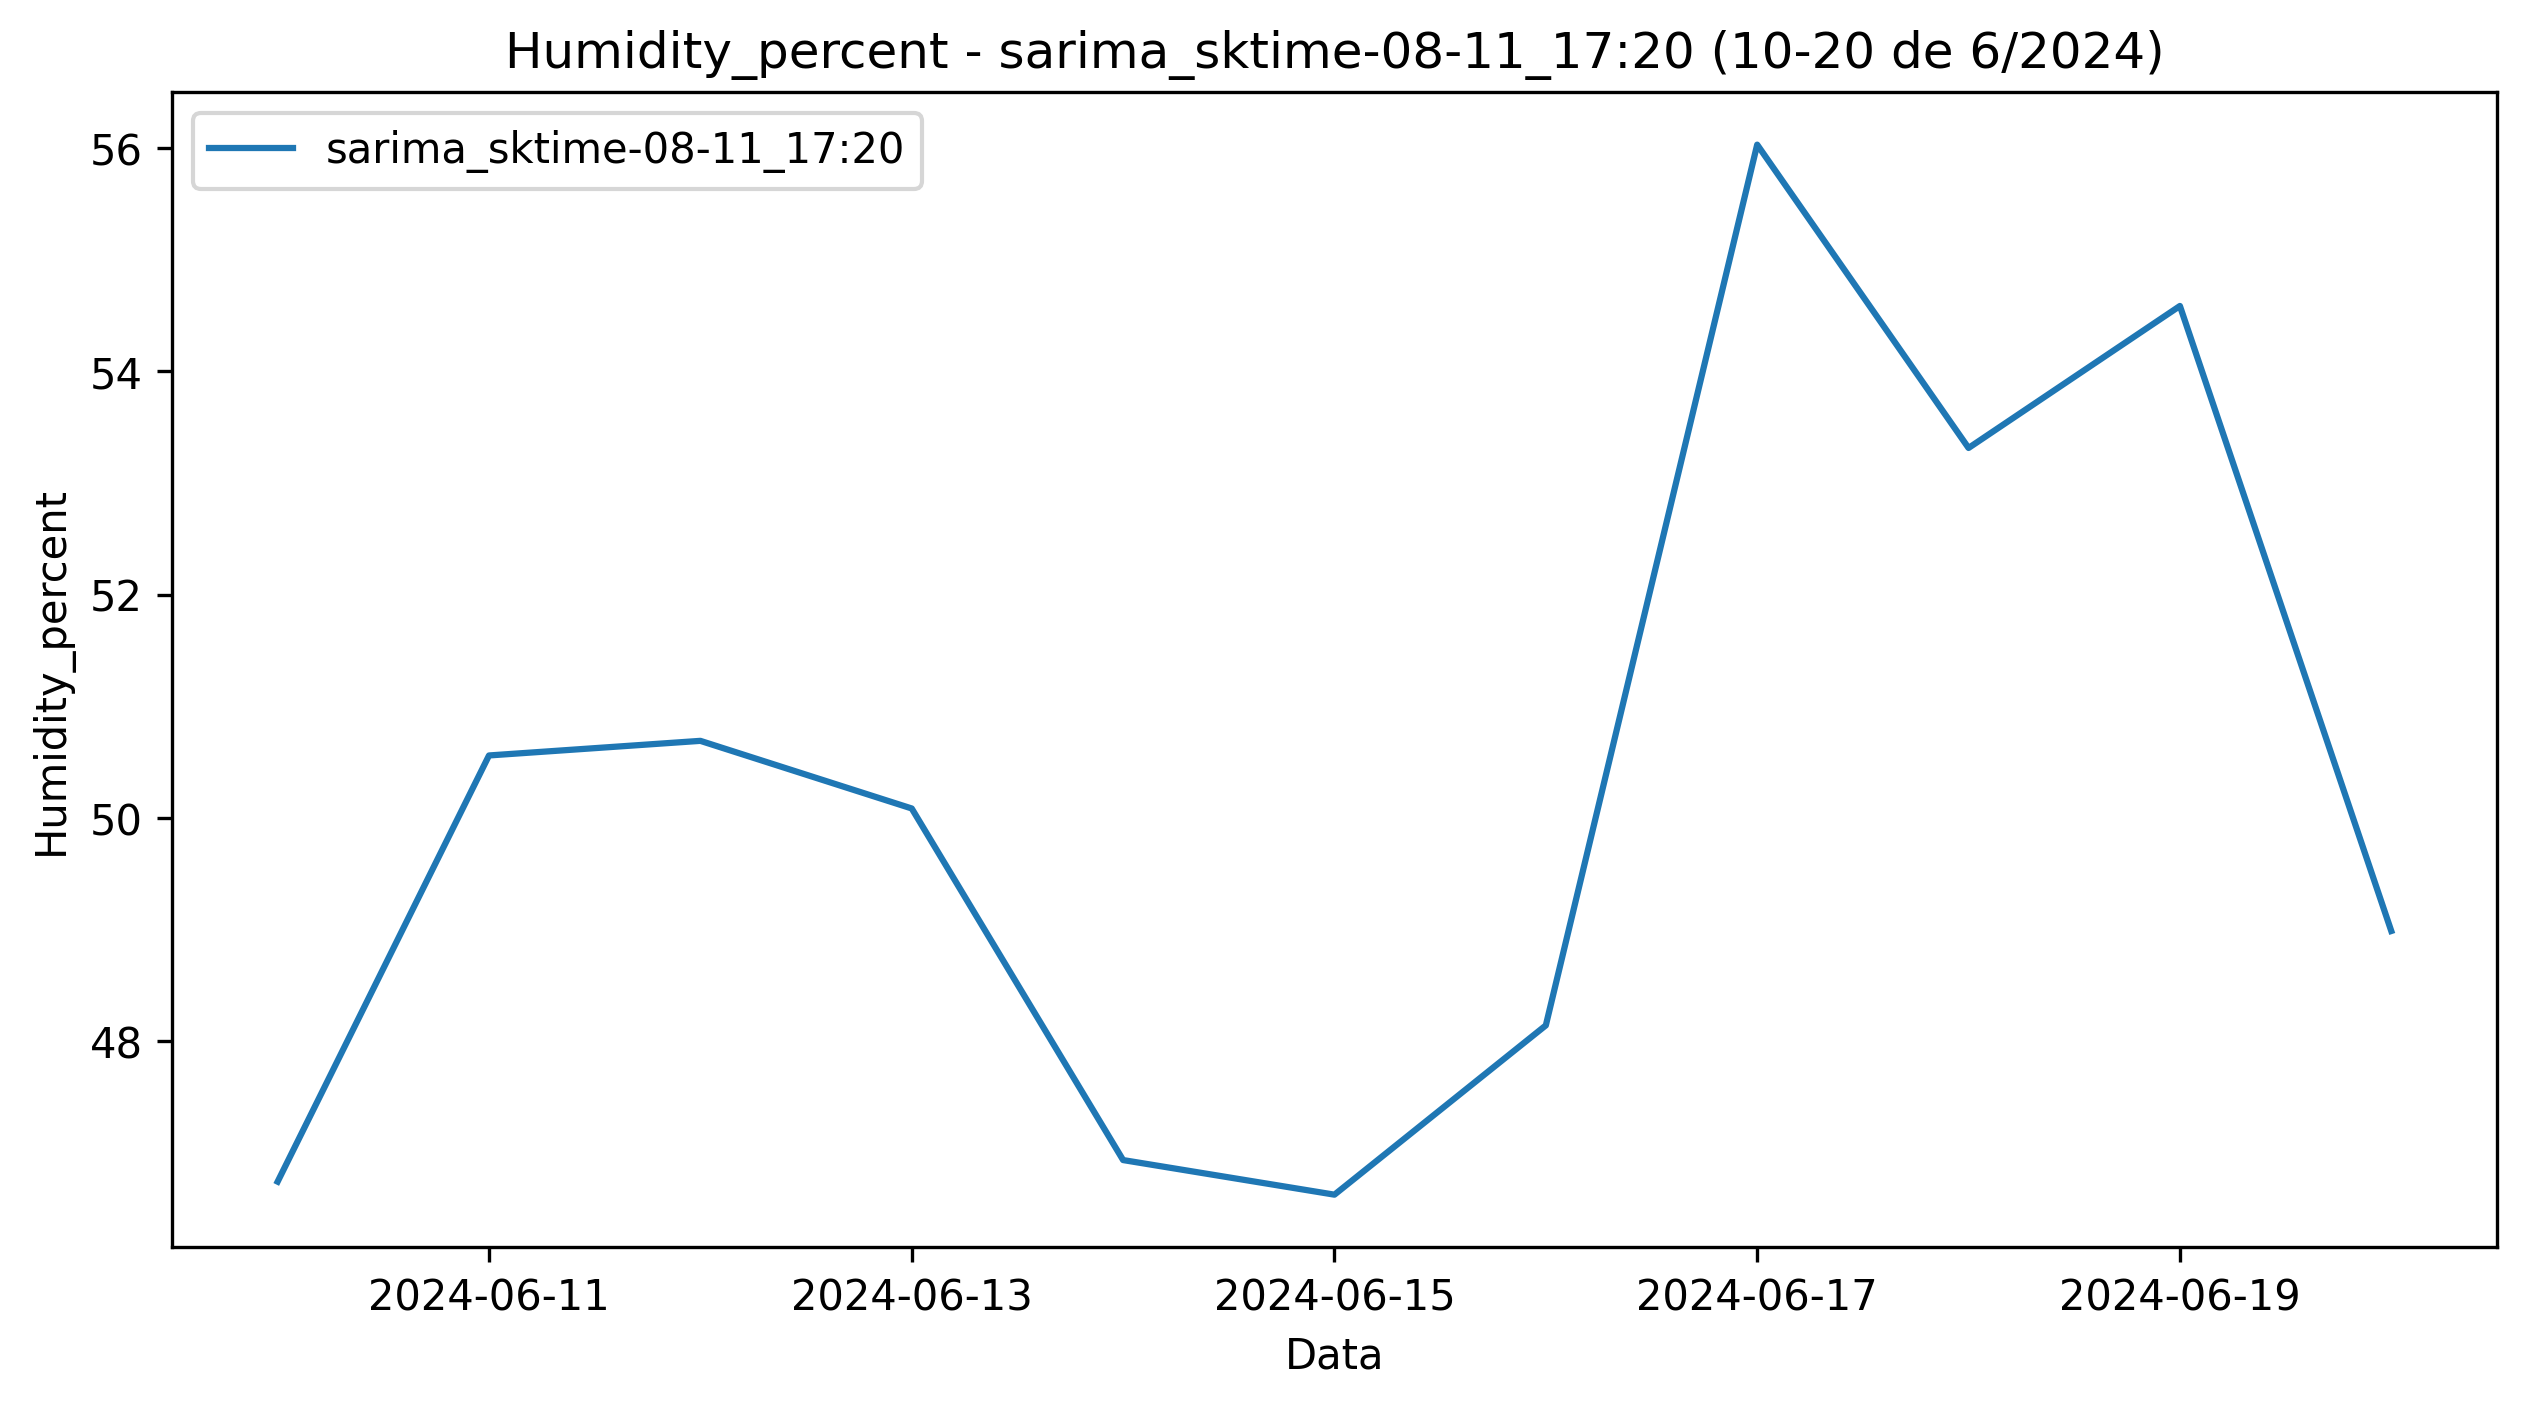 Humidity_percent - sarima_sktime-08-11_17:20 (10-20 de 6/2024)
sarima_sktime-08-11_17:20
Humidity_percent
56
54
52
50
48
2024-06-11 2024-06-13 2024-06-15 2024-06-17 2024-06-19
Data